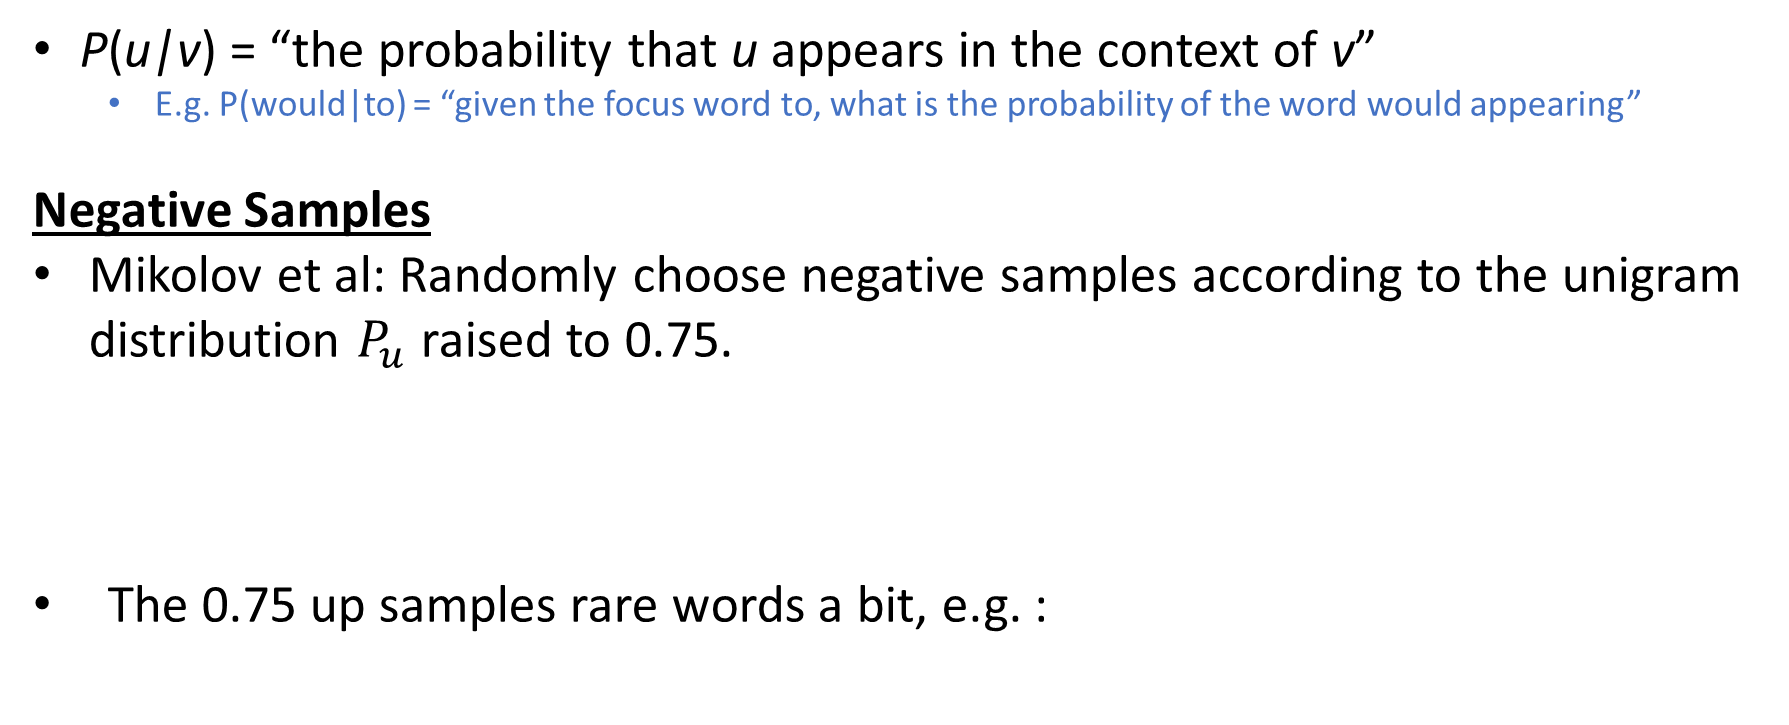 • P(u|v) = “the probability that u appears in the context of v”
• E.g. P(would|to) = “given the focus word to, what is the probability of the word would appearing”
Negative Samples
• Mikolov et al: Randomly choose negative samples according to the unigram
distribution P_u raised to 0.75.
• The 0.75 up samples rare words a bit, e.g. :